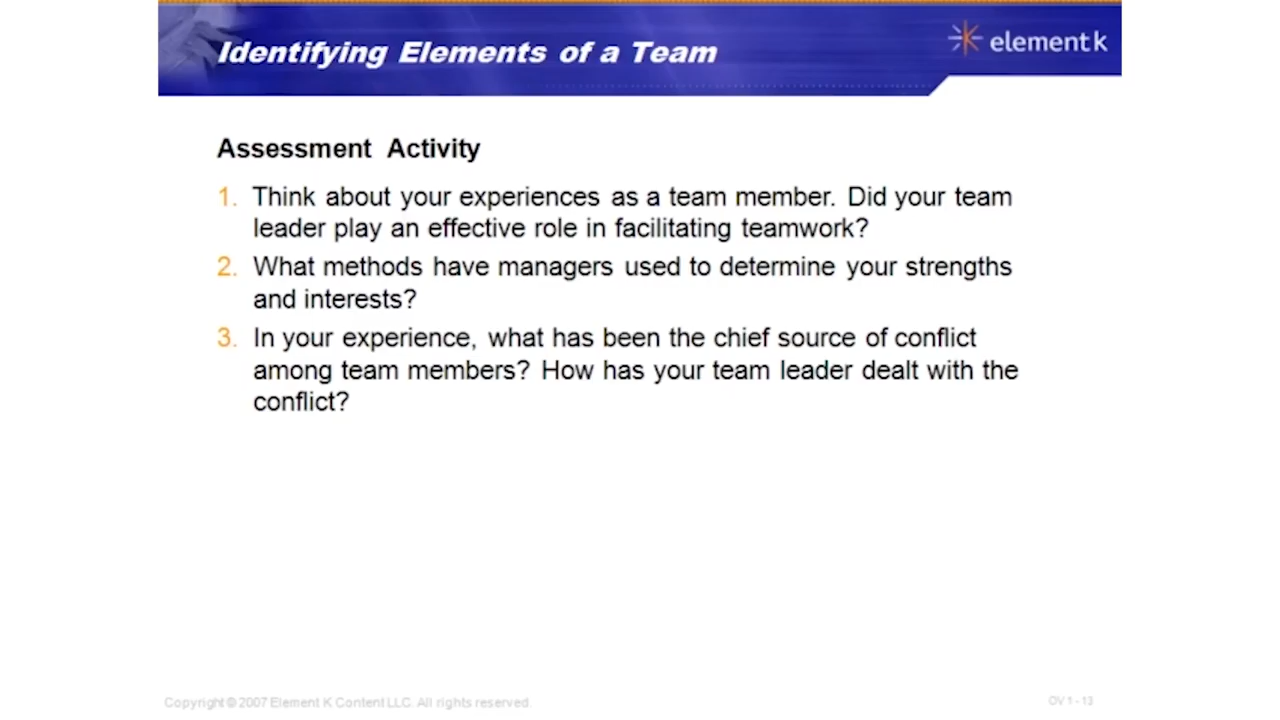 Identifying Elements of a Team
element k
Assessment Activity
1. Think about your experiences as a team member. Did your team
leader play an effective role in facilitating teamwork?
2. What methods have managers used to determine your strengths
and interests?
3. In your experience, what has been the chief source of conflict
among team members? How has your team leader dealt with the
conflict?
Copyright © 2007 Element K Content LLC. All rights reserved.
OV 1 - 13